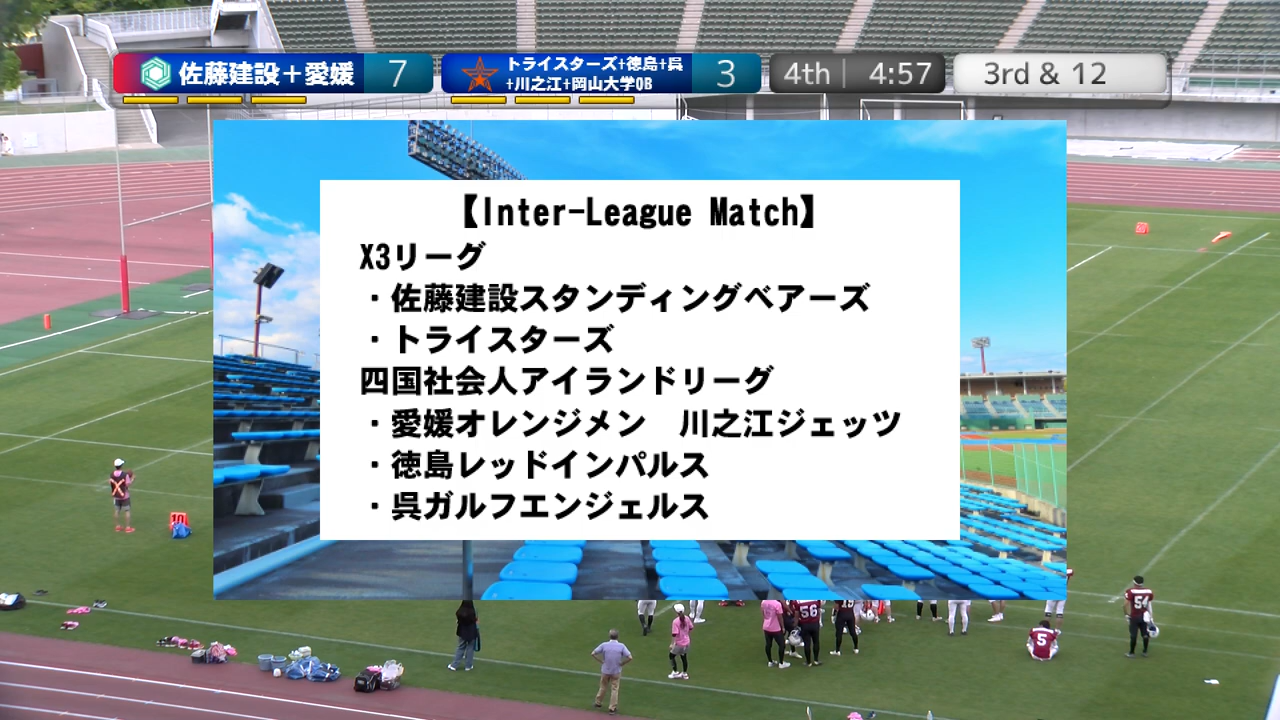 佐藤建設+愛媛 7 トライスターズ+徳島+呉 3 4th 4:57 3rd & 12
+川之江+岡山大学OB
【Inter-League Match】
X3リーグ
・佐藤建設スタンディングベアーズ
・トライスターズ
四国社会人アイランドリーグ
・愛媛オレンジメン　川之江ジェッツ
・徳島レッドインパルス
・呉ガルフエンジェルス
10
56
54
5